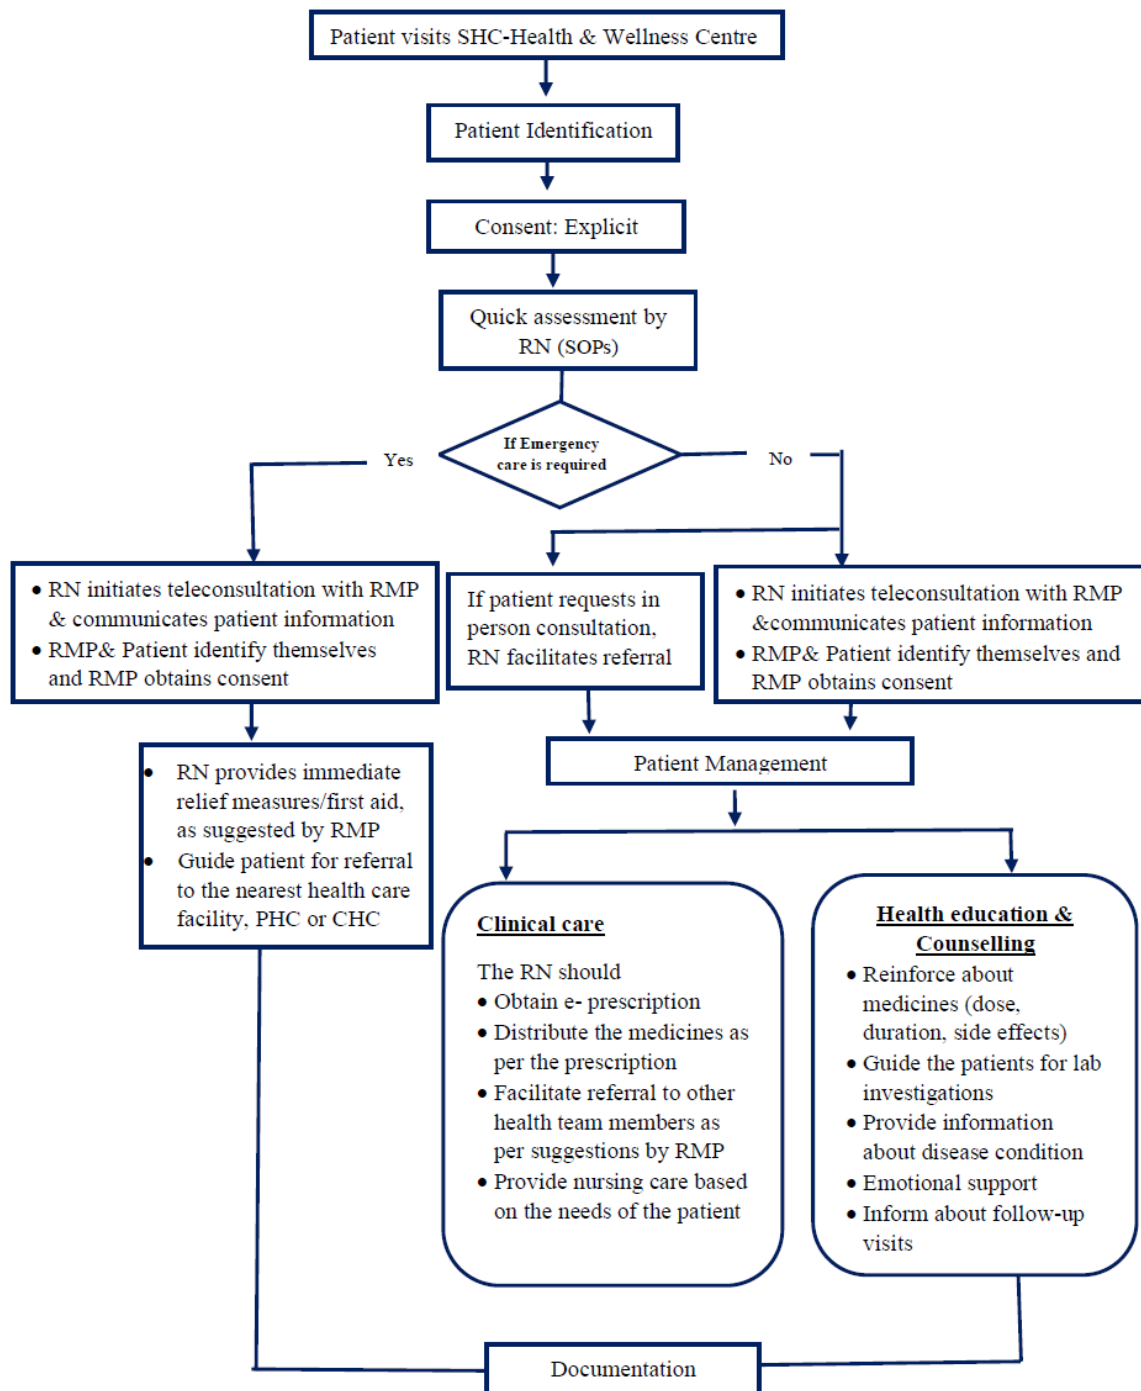 Patient visits SHC-Health & Wellness Centre
Patient Identification
Consent: Explicit
Quick assessment by
RN (SOPs)
If Emergency
care is required
Yes
No
• RN initiates teleconsultation with RMP
& communicates patient information
• RMP& Patient identify themselves
and RMP obtains consent
If patient requests in
person consultation,
RN facilitates referral
• RN initiates teleconsultation with RMP
&communicates patient information
• RMP& Patient identify themselves and
RMP obtains consent
• RN provides immediate
relief measures/first aid,
as suggested by RMP
• Guide patient for referral
to the nearest health care
facility, PHC or CHC
Patient Management
Clinical care
The RN should
• Obtain e- prescription
• Distribute the medicines as
per the prescription
• Facilitate referral to other
health team members as
per suggestions by RMP
• Provide nursing care based
on the needs of the patient
Health education &
Counselling
• Reinforce about
medicines (dose,
duration, side effects)
• Guide the patients for lab
investigations
• Provide information
about disease condition
• Emotional support
• Inform about follow-up
visits
Documentation